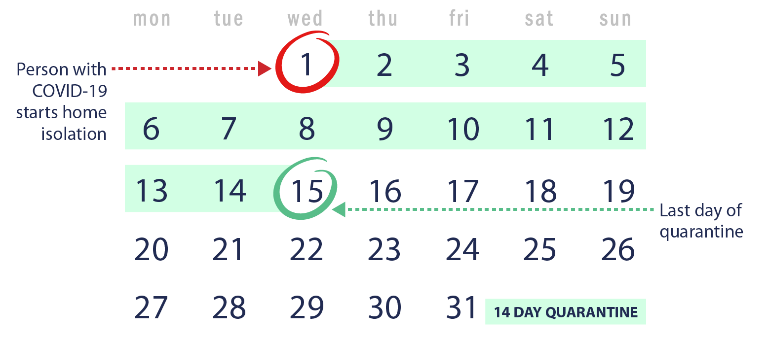 mon tue wed thu fri sat sun
Person with
COVID-19
starts home
isolation
1 2 3 4 5
6 7 8 9 10 11 12
13 14 15 16 17 18 19
Last day of
quarantine
20 21 22 23 24 25 26
27 28 29 30 31 14 DAY QUARANTINE